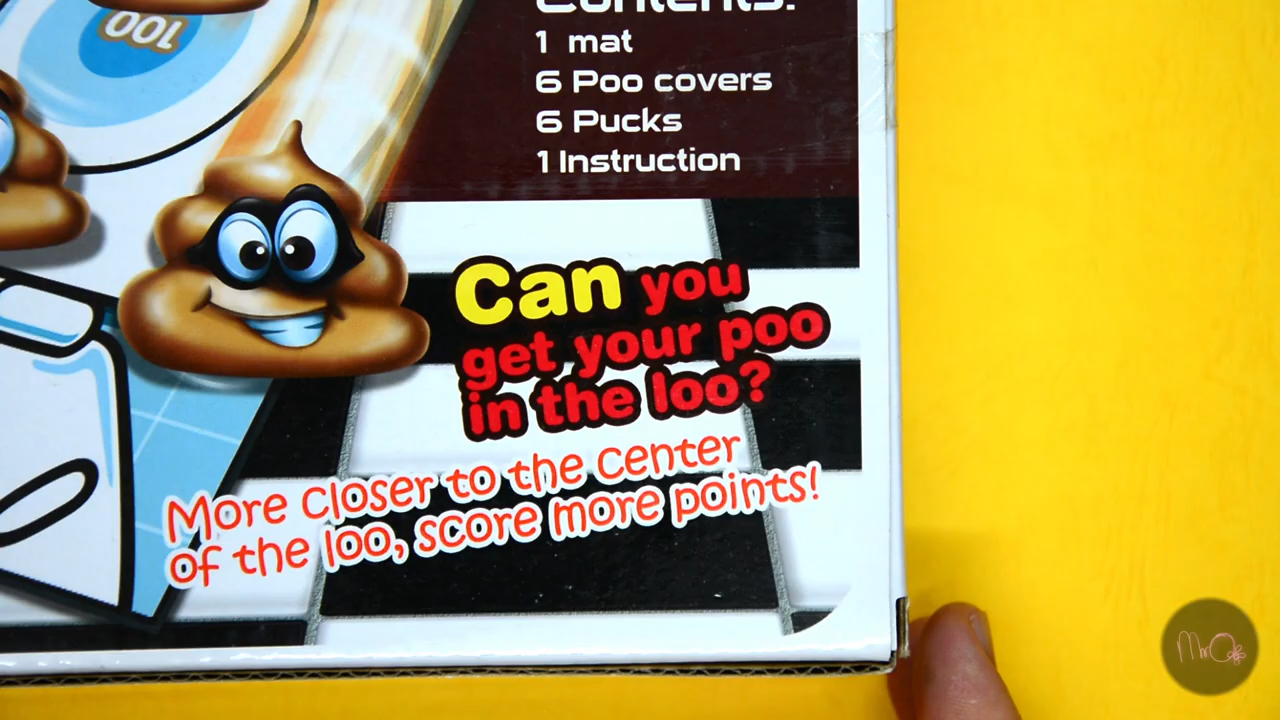 100
Contents:
1 mat
6 Poo covers
6 Pucks
1 Instruction
Can you
get your poo
in the loo?
More closer to the center
of the loo, score more points!